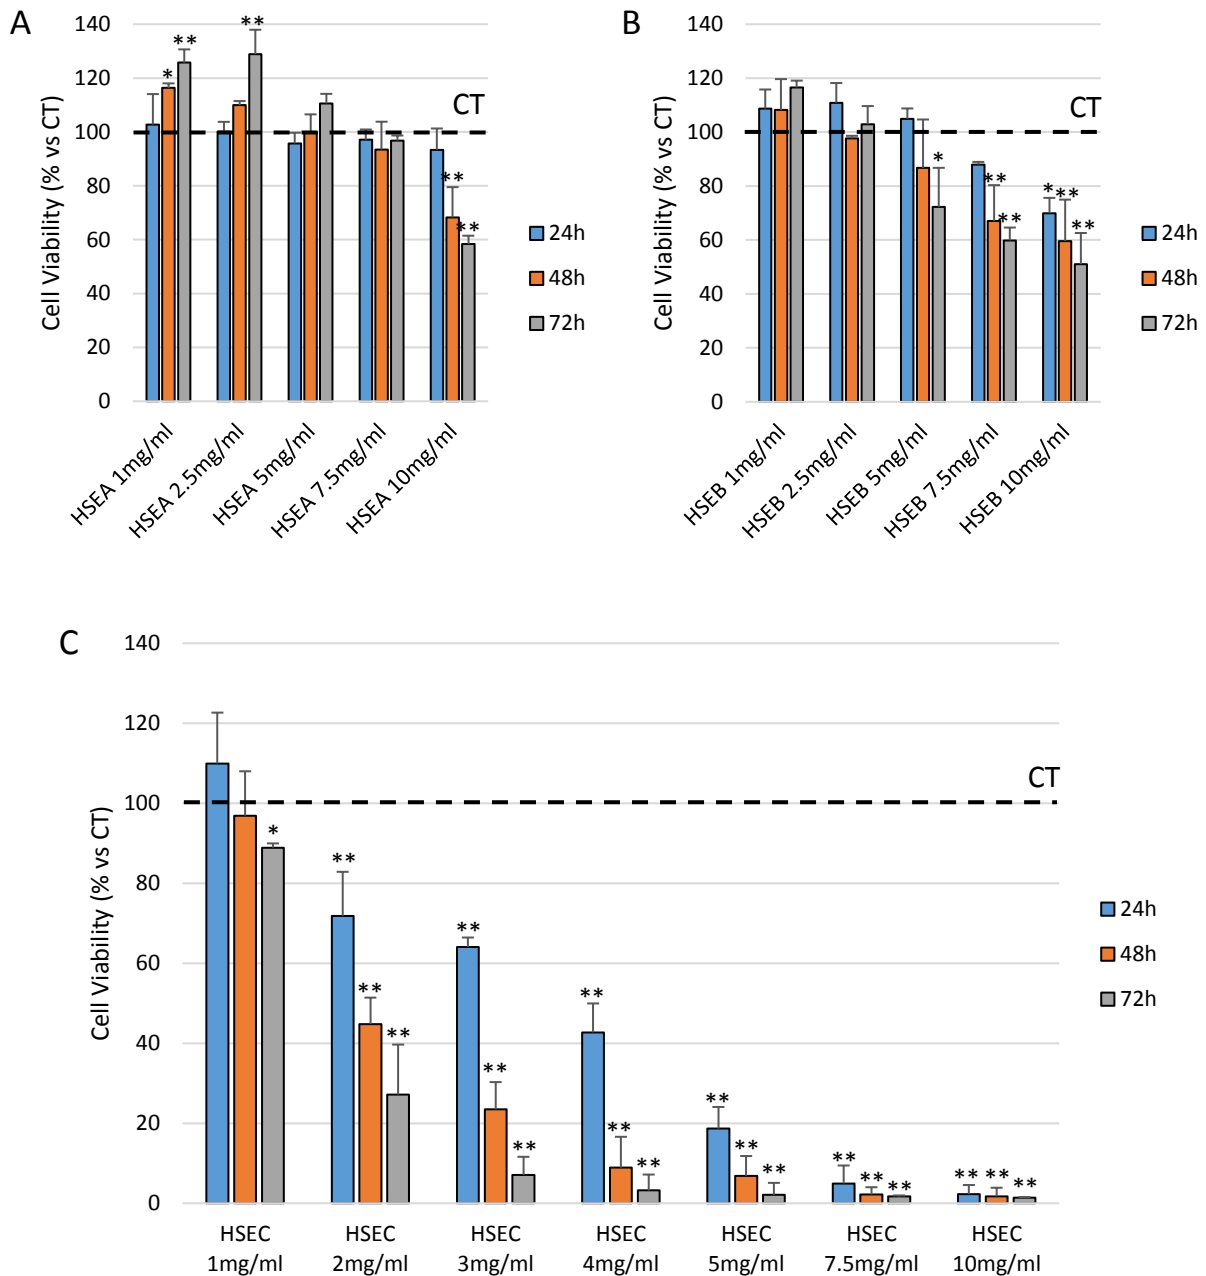 A
Cell Viability (% vs CT)
140
120
100
80
60
40
20
0
CT
* ** ** ** **
HSEA 1mg/ml
HSEA 2.5mg/ml
HSEA 5mg/ml
HSEA 7.5mg/ml
HSEA 10mg/ml
24h
48h
72h
B
Cell Viability (% vs CT)
140
120
100
80
60
40
20
0
CT
* ** ** * ** **
HSEB 1mg/ml
HSEB 2.5mg/ml
HSEB 5mg/ml
HSEB 7.5mg/ml
HSEB 10mg/ml
24h
48h
72h
C
Cell Viability (% vs CT)
140
120
100
80
60
40
20
0
CT
* ** ** ** ** ** ** ** ** ** ** ** ** ** ** ** ** ** **
HSEC
1mg/ml
HSEC
2mg/ml
HSEC
3mg/ml
HSEC
4mg/ml
HSEC
5mg/ml
HSEC
7.5mg/ml
HSEC
10mg/ml
24h
48h
72h